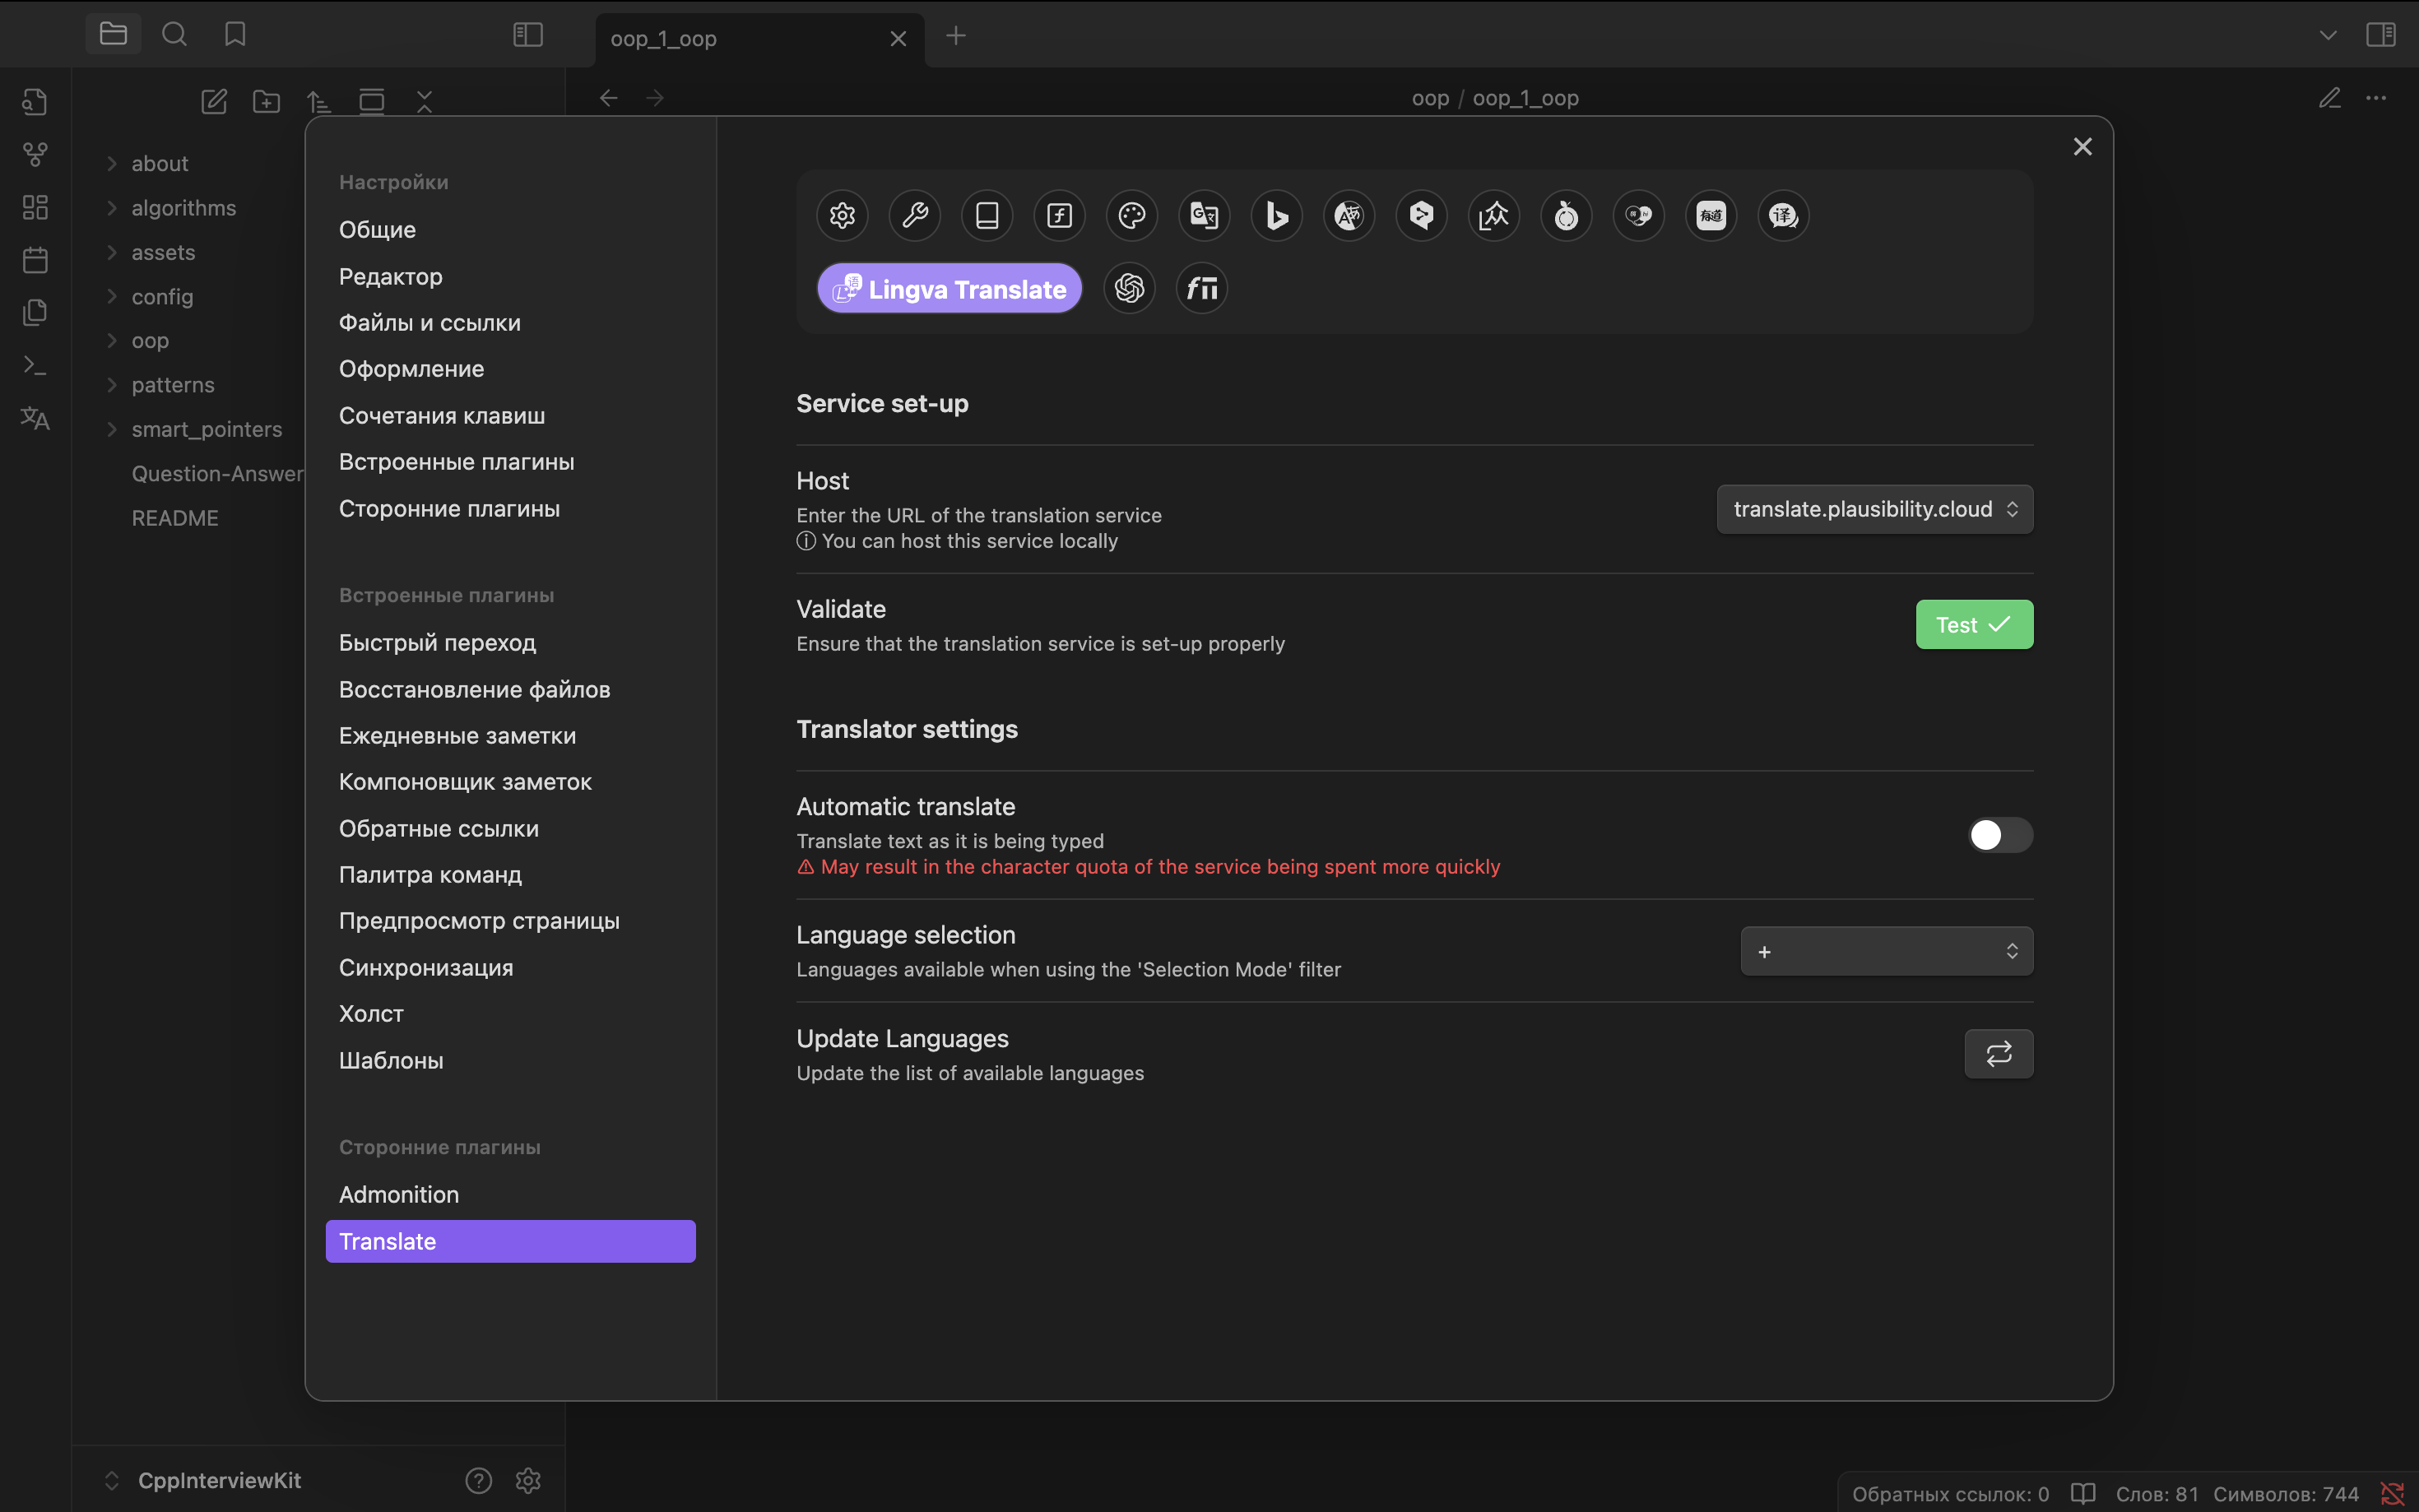 oop_1_oop
oop / oop_1_oop
about
algorithms
assets
config
oop
patterns
smart_pointers
Question-Answer
README
CppInterviewKit
Настройки
Общие
Редактор
Файлы и ссылки
Оформление
Сочетания клавиш
Встроенные плагины
Сторонние плагины
Встроенные плагины
Быстрый переход
Восстановление файлов
Ежедневные заметки
Компоновщик заметок
Обратные ссылки
Палитра команд
Предпросмотр страницы
Синхронизация
Холст
Шаблоны
Сторонние плагины
Admonition
Translate
有道
译
Lingva Translate
Service set-up
Host
Enter the URL of the translation service
You can host this service locally
translate.plausibility.cloud
Validate
Ensure that the translation service is set-up properly
Test
Translator settings
Automatic translate
Translate text as it is being typed
May result in the character quota of the service being spent more quickly
Language selection
Languages available when using the 'Selection Mode' filter
+
Update Languages
Update the list of available languages
Обратных ссылок: 0
Слов: 81
Символов: 744